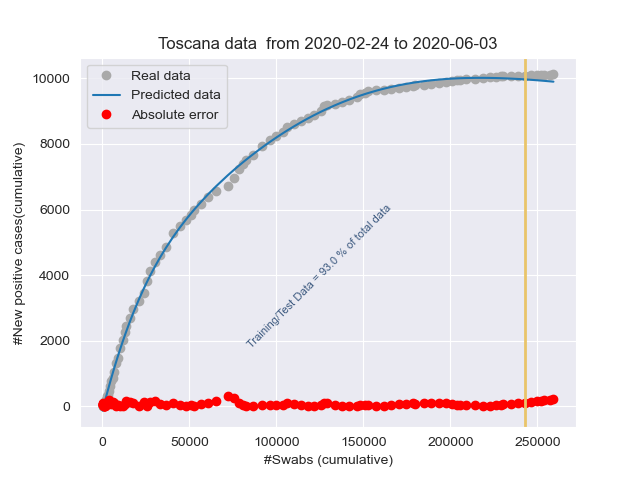 Toscana data  from 2020-02-24 to 2020-06-03
Real data
Predicted data
Absolute error
10000
8000
6000
4000
2000
0
#New positive cases(cumulative)
Training/Test Data = 93.0 % of total data
0
50000
100000
150000
200000
250000
#Swabs (cumulative)